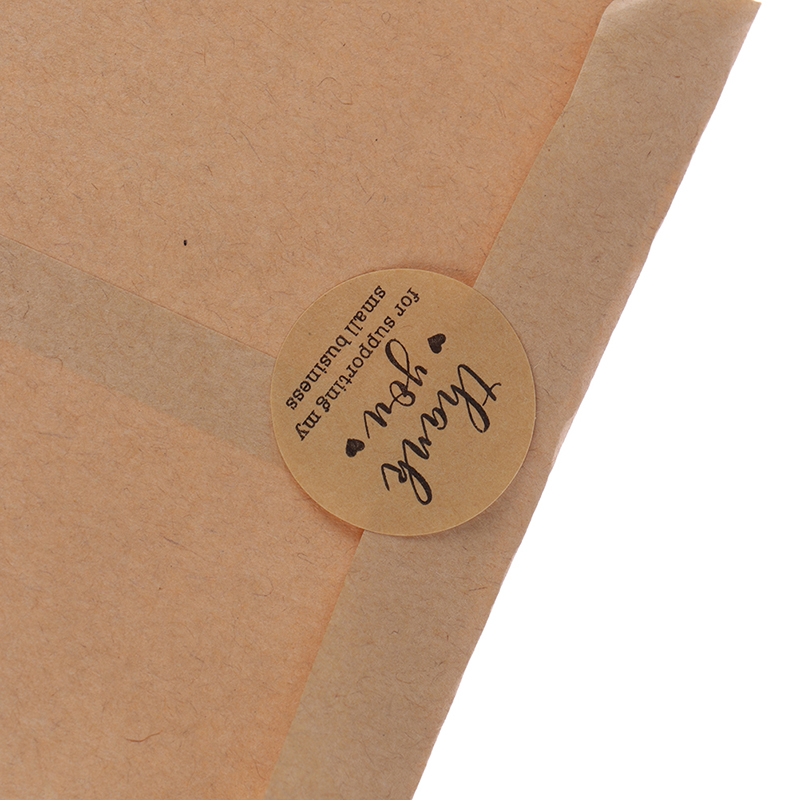 thank
you
for supporting my
small business